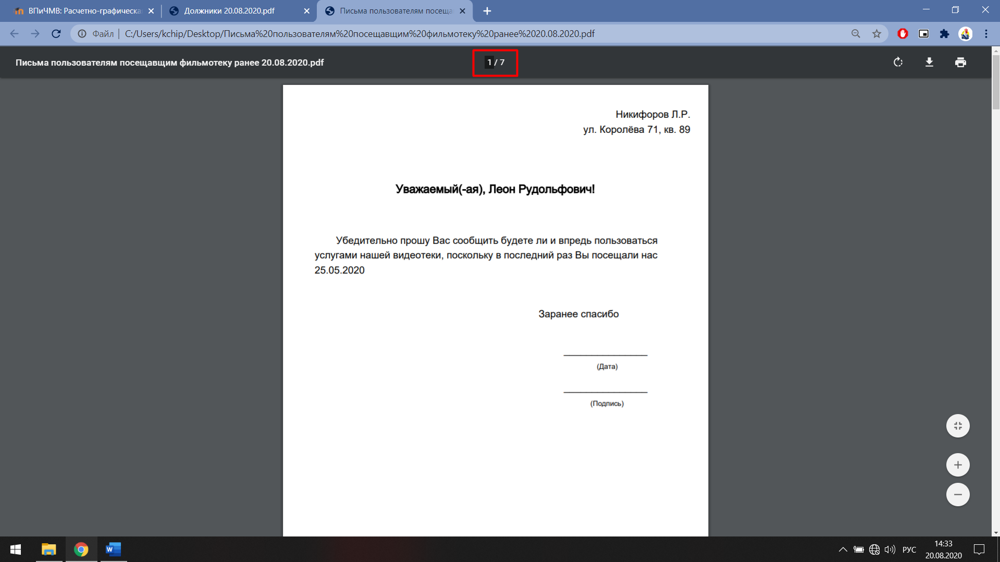 ВПиЧМВ: Расчетно-графическа
Должники 20.08.2020.pdf
Письма пользователям посеща
Файл
C:/Users/kchip/Desktop/Письма%20пользователям%20посещавщим%20фильмотеку%20ранее%2020.08.2020.pdf
Письма пользователям посещавщим фильмотеку ранее 20.08.2020.pdf
1 / 7
Никифоров Л.Р.
ул. Королёва 71, кв. 89
Уважаемый(-ая), Леон Рудольфович!
Убедительно прошу Вас сообщить будете ли и впредь пользоваться
услугами нашей видеотеки, поскольку в последний раз Вы посещали нас
25.05.2020
Заранее спасибо
(Дата)
(Подпись)
W
РУС
14:33
20.08.2020